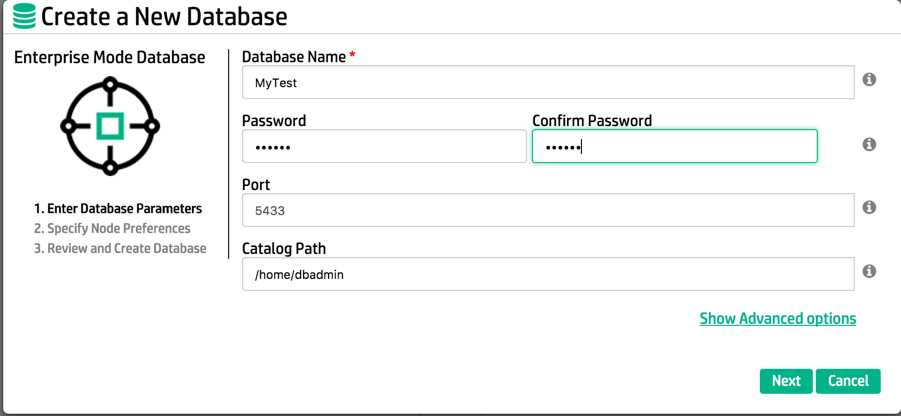 Create a New Database
Enterprise Mode Database
1. Enter Database Parameters
2. Specify Node Preferences
3. Review and Create Database
Database Name *
MyTest
Password
••••••
Confirm Password
••••••
Port
5433
Catalog Path
/home/dbadmin
Show Advanced options
Next
Cancel